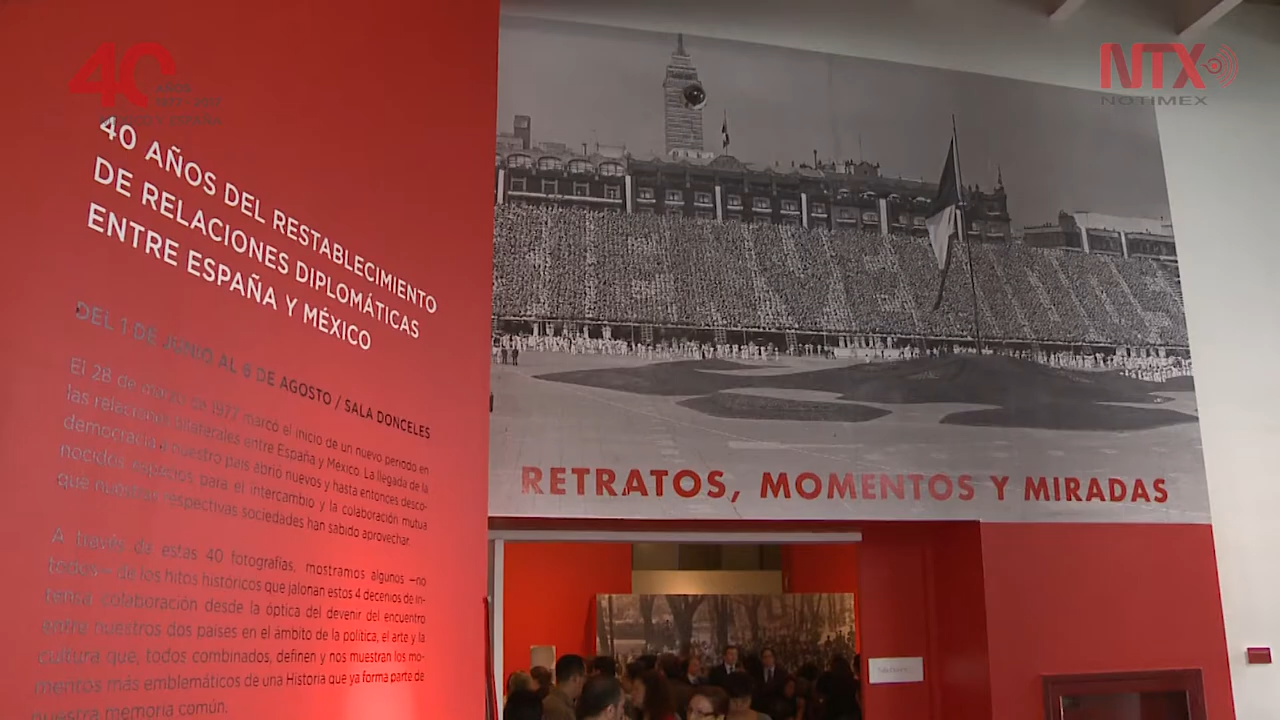 40
AÑOS
MÉXICO Y ESPAÑA
NTX
NOTIMEX
40 AÑOS DEL RESTABLECIMIENTO
DE RELACIONES DIPLOMÁTICAS
ENTRE ESPAÑA Y MÉXICO
DEL 1 DE JUNIO AL 6 DE AGOSTO / SALA DONCELES
El 28 de marzo de 1977 marcó el inicio de un nuevo periodo en
las relaciones bilaterales entre España y México. La llegada de la
democracia a nuestro país abrió nuevos y hasta entonces desco-
nocidos espacios para el intercambio y la colaboración mutua
que nuestras respectivas sociedades han sabido aprovechar.
A través de estas 40 fotografías, mostramos algunos —no
todos— de los hitos históricos que jalonan estos 4 decenios de in-
tensa colaboración desde la óptica del devenir del encuentro
entre nuestros dos países en el ámbito de la política, el arte y la
cultura que, todos combinados, definen y nos muestran los mo-
mentos más emblemáticos de una Historia que ya forma parte de
nuestra memoria común.
RETRATOS, MOMENTOS Y MIRADAS